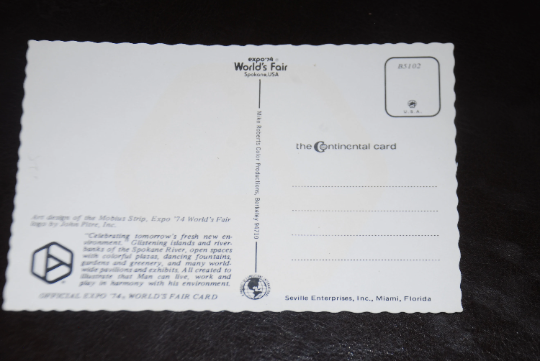 expo '74
World's Fair
Spokane, USA
B5102
U.S.A.
Mike Roberts Color Productions, Berkeley 94710
the Continental card
Art design of the Mobius Strip, Expo '74 World's Fair
logo by John Pirre, Inc.
"Celebrating tomorrow's fresh new en-
vironment." Glistening islands and river-
banks of the Spokane River, open spaces
with colorful plazas, dancing fountains,
gardens and greenery, and many world-
wide pavilions and exhibits. All created to
illustrate that Man can live, work and
play in harmony with his environment.
OFFICIAL EXPO '74, WORLD'S FAIR CARD
Seville Enterprises, Inc., Miami, Florida